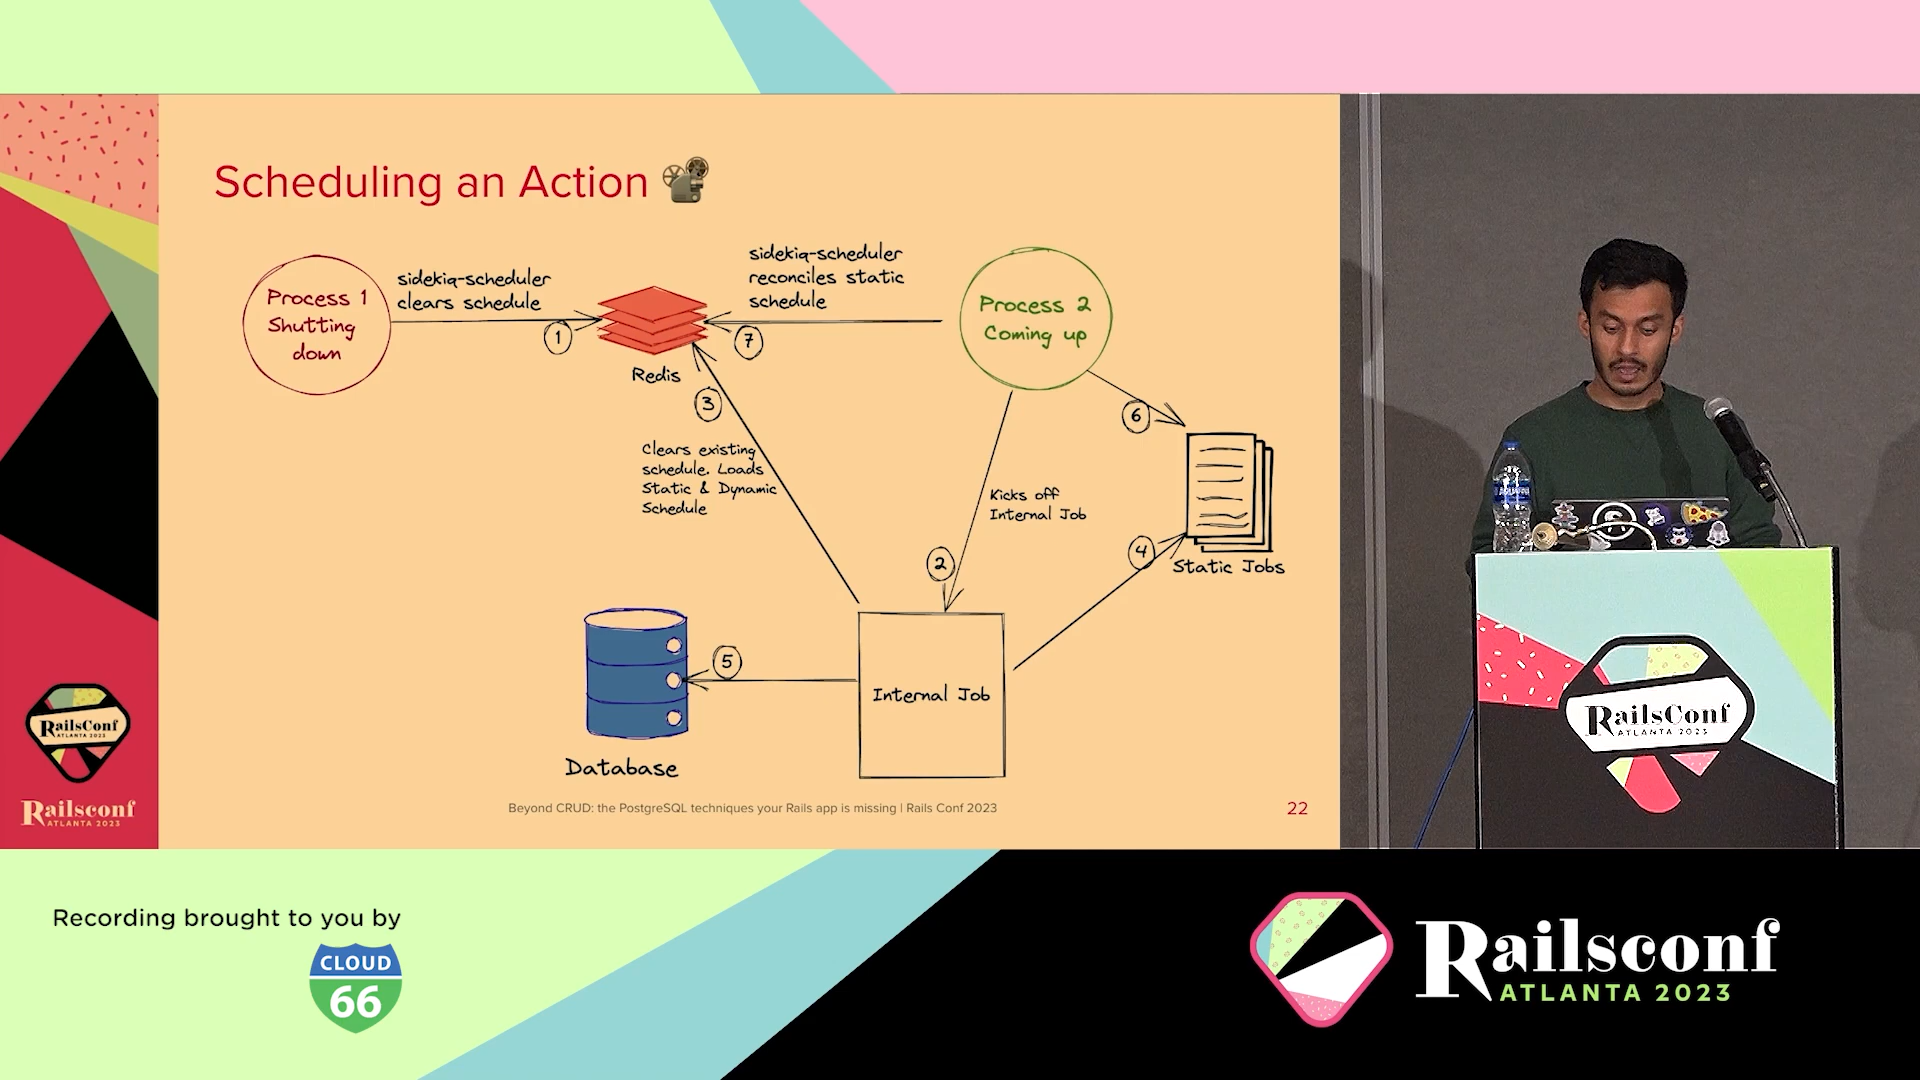 Scheduling an Action
Process 1
Shutting
down
sidekiq-scheduler
clears schedule
1
Redis
sidekiq-scheduler
reconciles static
schedule
7
Process 2
Coming up
3
Clears existing
schedule. Loads
Static & Dynamic
Schedule
6
Kicks off
Internal Job
2
4
Static Jobs
5
Internal Job
Database
Beyond CRUD: the PostgreSQL techniques your Rails app is missing | Rails Conf 2023
22
RailsConf
ATLANTA 2023
Railsconf
ATLANTA 2023
RailsConf
ATLANTA 2023
Recording brought to you by
CLOUD
66
Railsconf
ATLANTA 2023